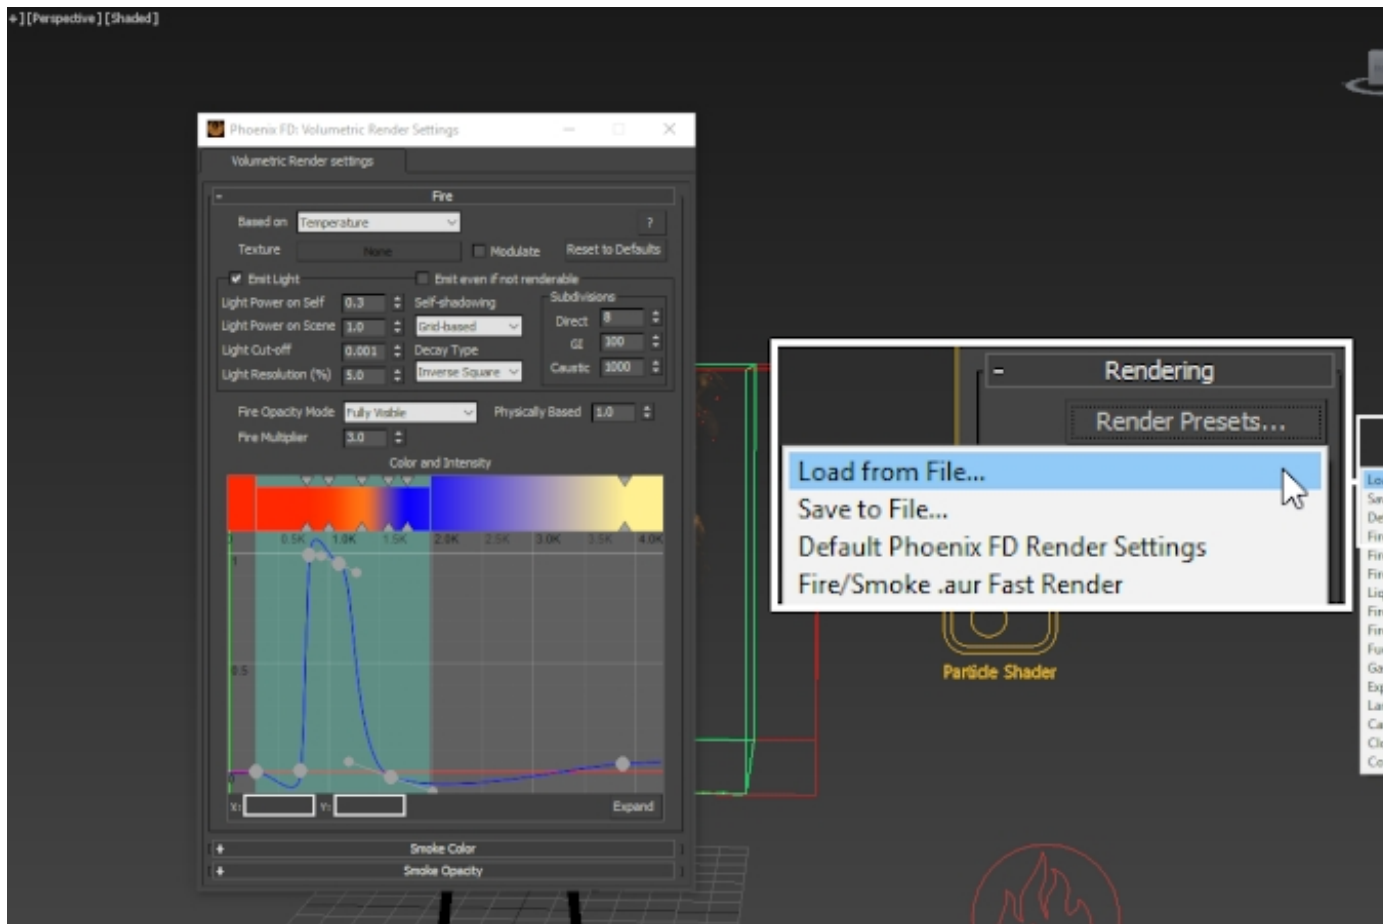 +] [Perspective] [Shaded]
Phoenix FD: Volumetric Render Settings
Volumetric Render settings
- Fire
Based on Temperature ?
Texture None Modulate Reset to Defaults
Emit Light Emit even if not renderable
Light Power on Self 0.3 Self-shadowing Subdivisions
Light Power on Scene 1.0 Grid-based Direct 8
Light Cut-off 0.001 Decay Type GI 100
Light Resolution (%) 5.0 Inverse Square Caustic 1000
Fire Opacity Mode Fully Visible Physically Based 1.0
Fire Multiplier 3.0
Color and Intensity
0.5K 1.0K 1.5K 2.0K 2.5K 3.0K 3.5K 4.0K
1
0.5
0
X: Y: Expand
+ Smoke Color
+ Smoke Opacity
- Rendering
Render Presets...
Load from File...
Save to File...
Default Phoenix FD Render Settings
Fire/Smoke .aur Fast Render
Particle Shader